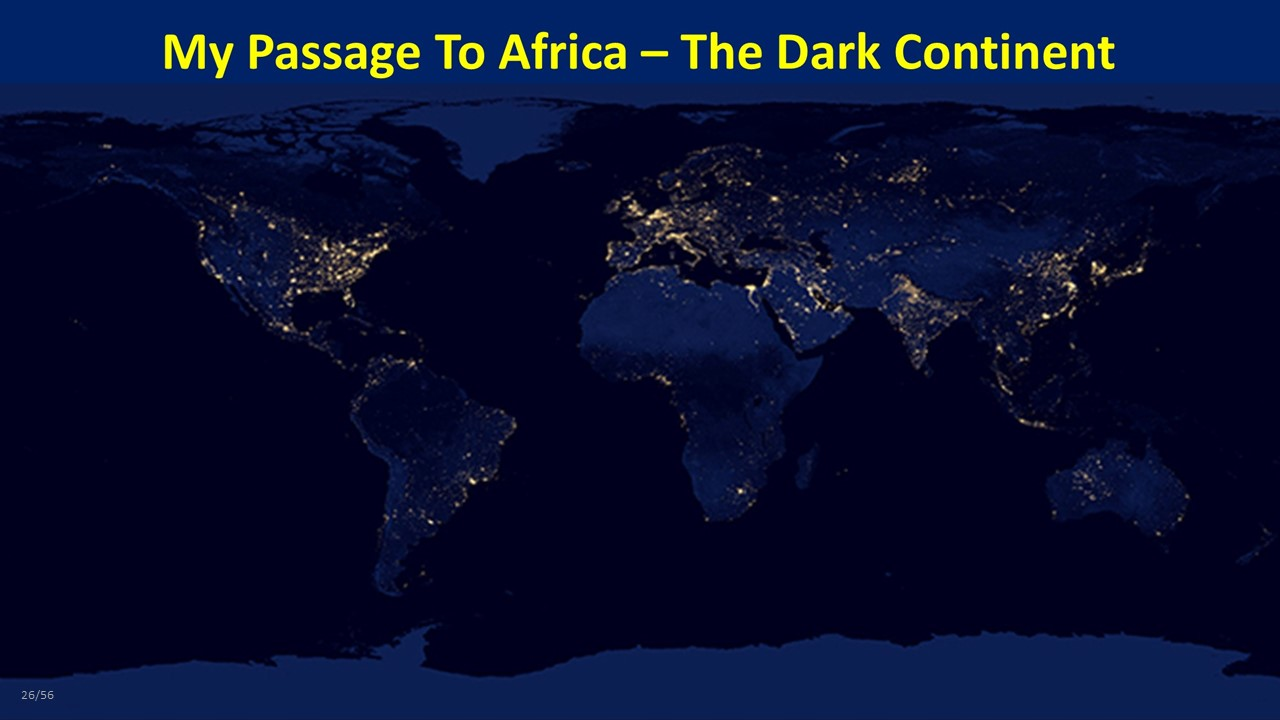 My Passage To Africa – The Dark Continent
26/56